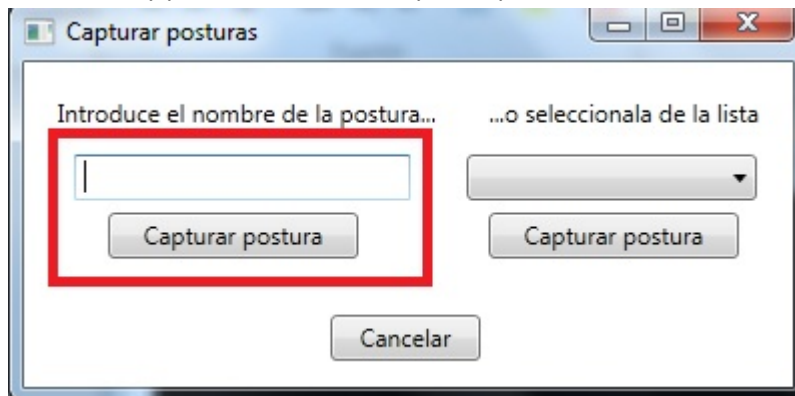 Capturar posturas
Introduce el nombre de la postura...
...o seleccionala de la lista
Capturar postura
Capturar postura
Cancelar